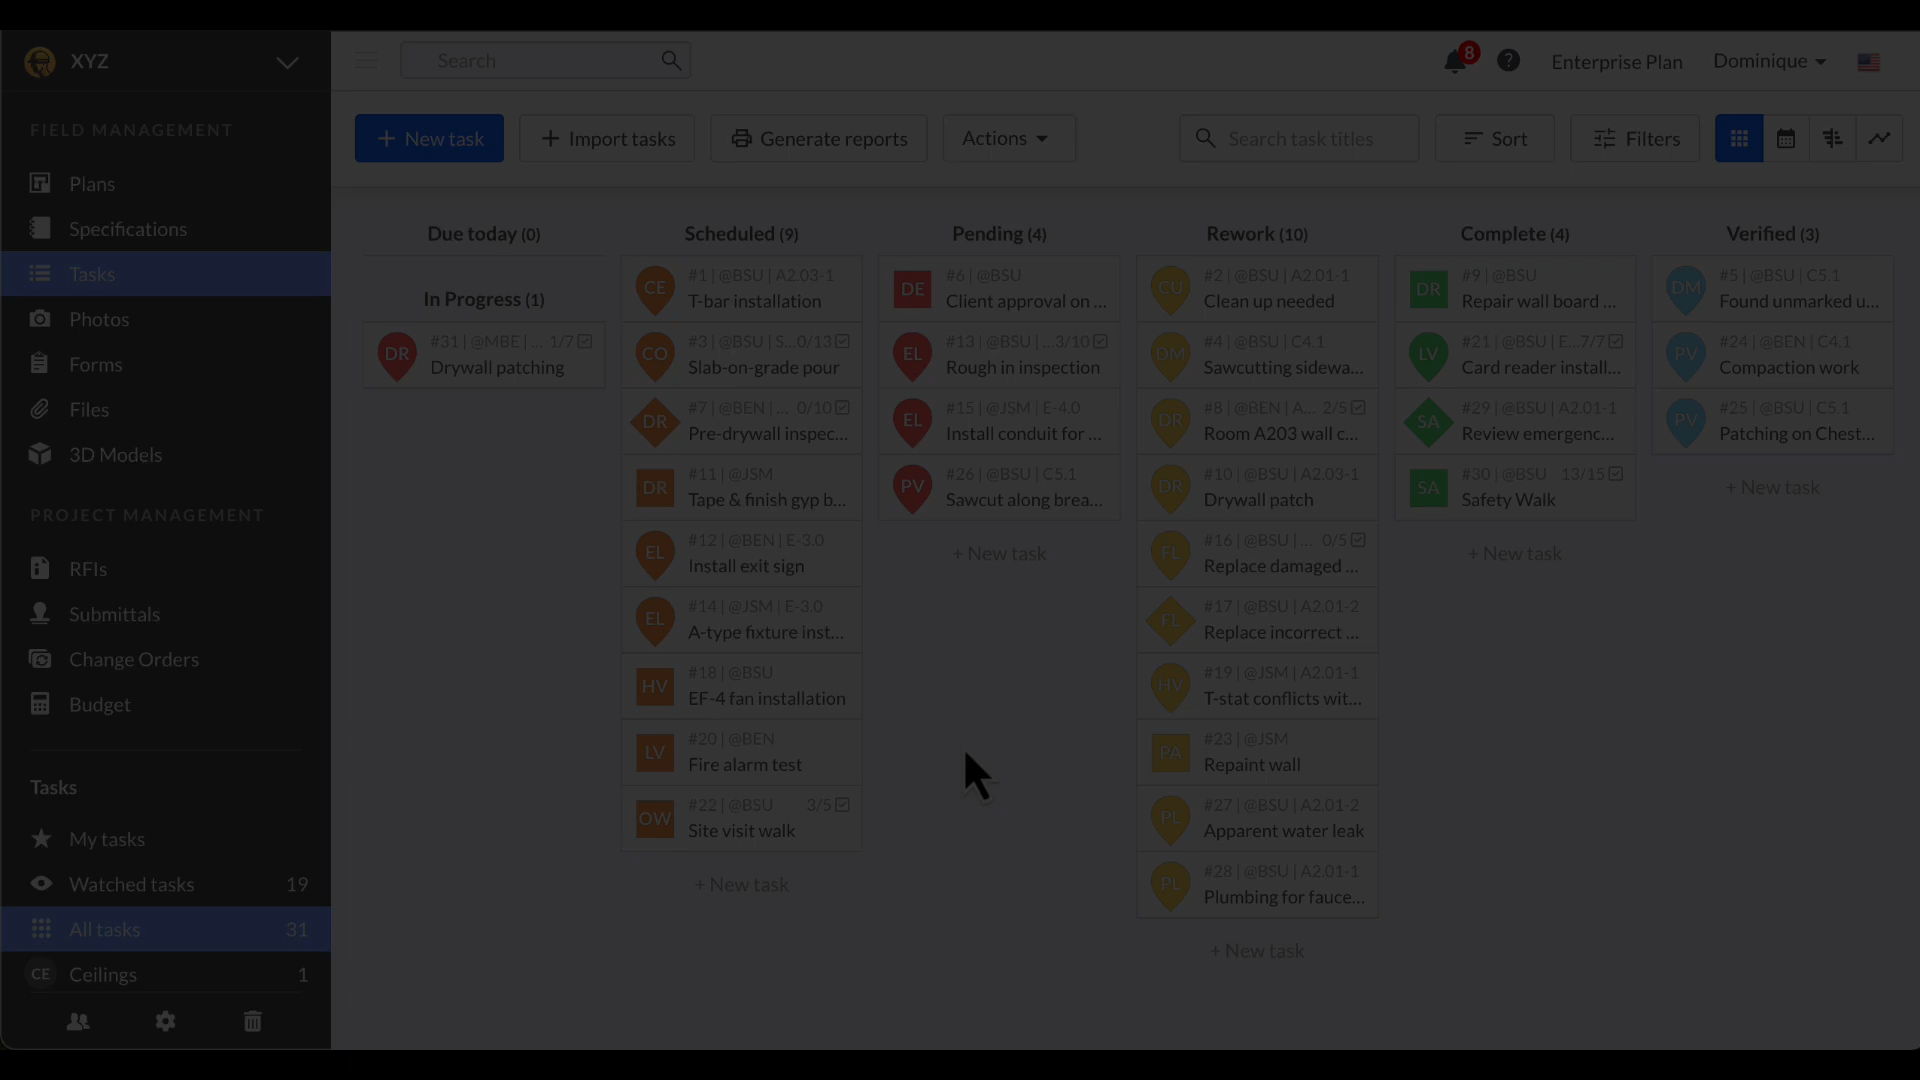 XYZ
Search
8
?
Enterprise Plan
Dominique
FIELD MANAGEMENT
Plans
Specifications
Tasks
Photos
Forms
Files
3D Models
PROJECT MANAGEMENT
RFIs
Submittals
Change Orders
Budget
Tasks
My tasks
Watched tasks 19
All tasks 31
CE Ceilings 1
+ New task
+ Import tasks
Generate reports
Actions
Search task titles
Sort
Filters
Due today (0)
In Progress (1)
DR #31 | @MBE |... 1/7
Drywall patching
Scheduled (9)
CE #1 | @BSU | A2.03-1
T-bar installation
CO #3 | @BSU | S...0/13
Slab-on-grade pour
DR #7 | @BEN | ... 0/10
Pre-drywall inspec...
DR #11 | @JSM
Tape & finish gyp b...
EL #12 | @BEN | E-3.0
Install exit sign
EL #14 | @JSM | E-3.0
A-type fixture inst...
HV #18 | @BSU
EF-4 fan installation
LV #20 | @BEN
Fire alarm test
OW #22 | @BSU 3/5
Site visit walk
+ New task
Pending (4)
DE #6 | @BSU
Client approval on ...
EL #13 | @BSU | ...3/10
Rough in inspection
EL #15 | @JSM | E-4.0
Install conduit for ...
PV #26 | @BSU | C5.1
Sawcut along brea...
+ New task
Rework (10)
CU #2 | @BSU | A2.01-1
Clean up needed
DM #4 | @BSU | C4.1
Sawcutting sidewa...
DR #8 | @BEN | A... 2/5
Room A203 wall c...
DR #10 | @BSU | A2.03-1
Drywall patch
FL #16 | @BSU | ... 0/5
Replace damaged ...
FL #17 | @BSU | A2.01-2
Replace incorrect ...
HV #19 | @JSM | A2.01-1
T-stat conflicts wit...
PA #23 | @JSM
Repaint wall
PL #27 | @BSU | A2.01-2
Apparent water leak
PL #28 | @BSU | A2.01-1
Plumbing for fauce...
+ New task
Complete (4)
DR #9 | @BSU
Repair wall board ...
LV #21 | @BSU | E...7/7
Card reader install...
SA #29 | @BSU | A2.01-1
Review emergenc...
SA #30 | @BSU 13/15
Safety Walk
+ New task
Verified (3)
DM #5 | @BSU | C5.1
Found unmarked u...
PV #24 | @BEN | C4.1
Compaction work
PV #25 | @BSU | C5.1
Patching on Chest...
+ New task